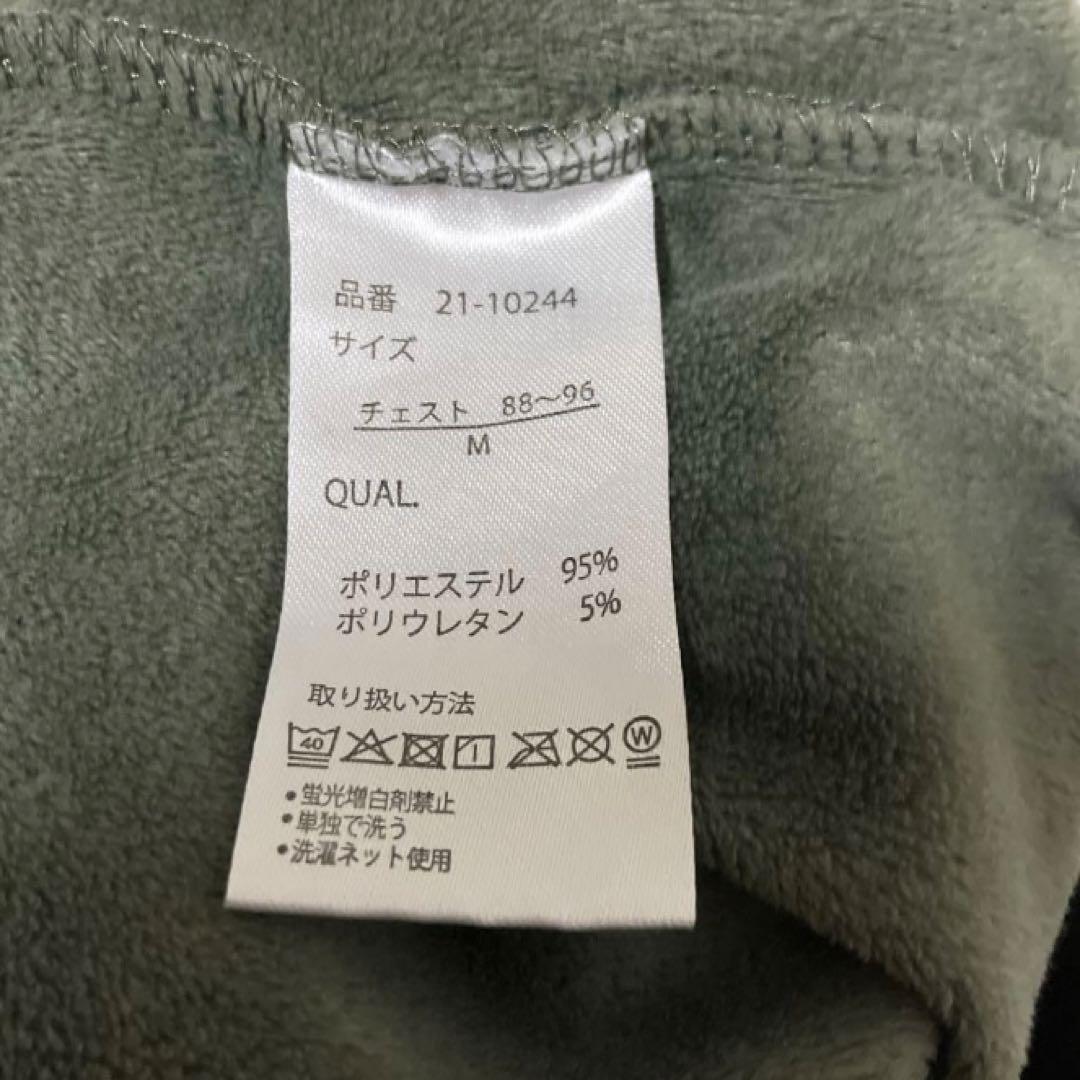 品番 21-10244
サイズ
チェスト 88〜96
M
QUAL.
ポリエステル 95%
ポリウレタン 5%
取り扱い方法
40 W
•蛍光増白剤禁止
•単独で洗う
•洗濯ネット使用